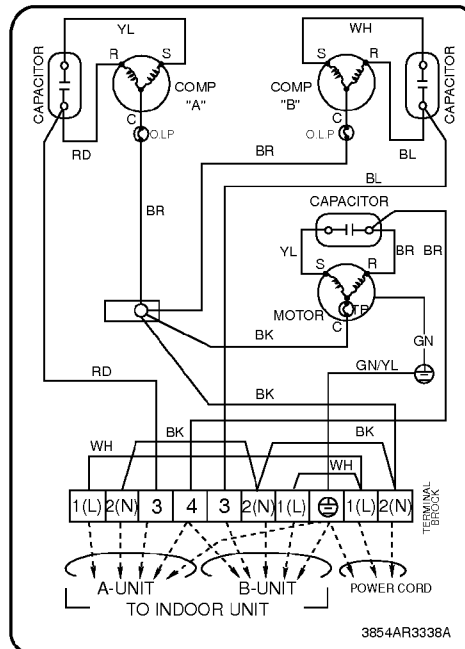 YL
WH
CAPACITOR
R
S
COMP
"A"
C
O.L.P
RD
S
R
COMP
"B"
C
O.L.P
CAPACITOR
BR
BL
BL
BR
CAPACITOR
YL
BR
BR
S
R
MOTOR
T.P
C
BK
GN
GN/YL
RD
BK
WH
BK
BK
WH
1(L) 2(N) 3 4 3 2(N) 1(L) 1(L) 2(N)
TERMINAL
BROCK
A-UNIT
B-UNIT
POWER CORD
TO INDOOR UNIT
3854AR3338A